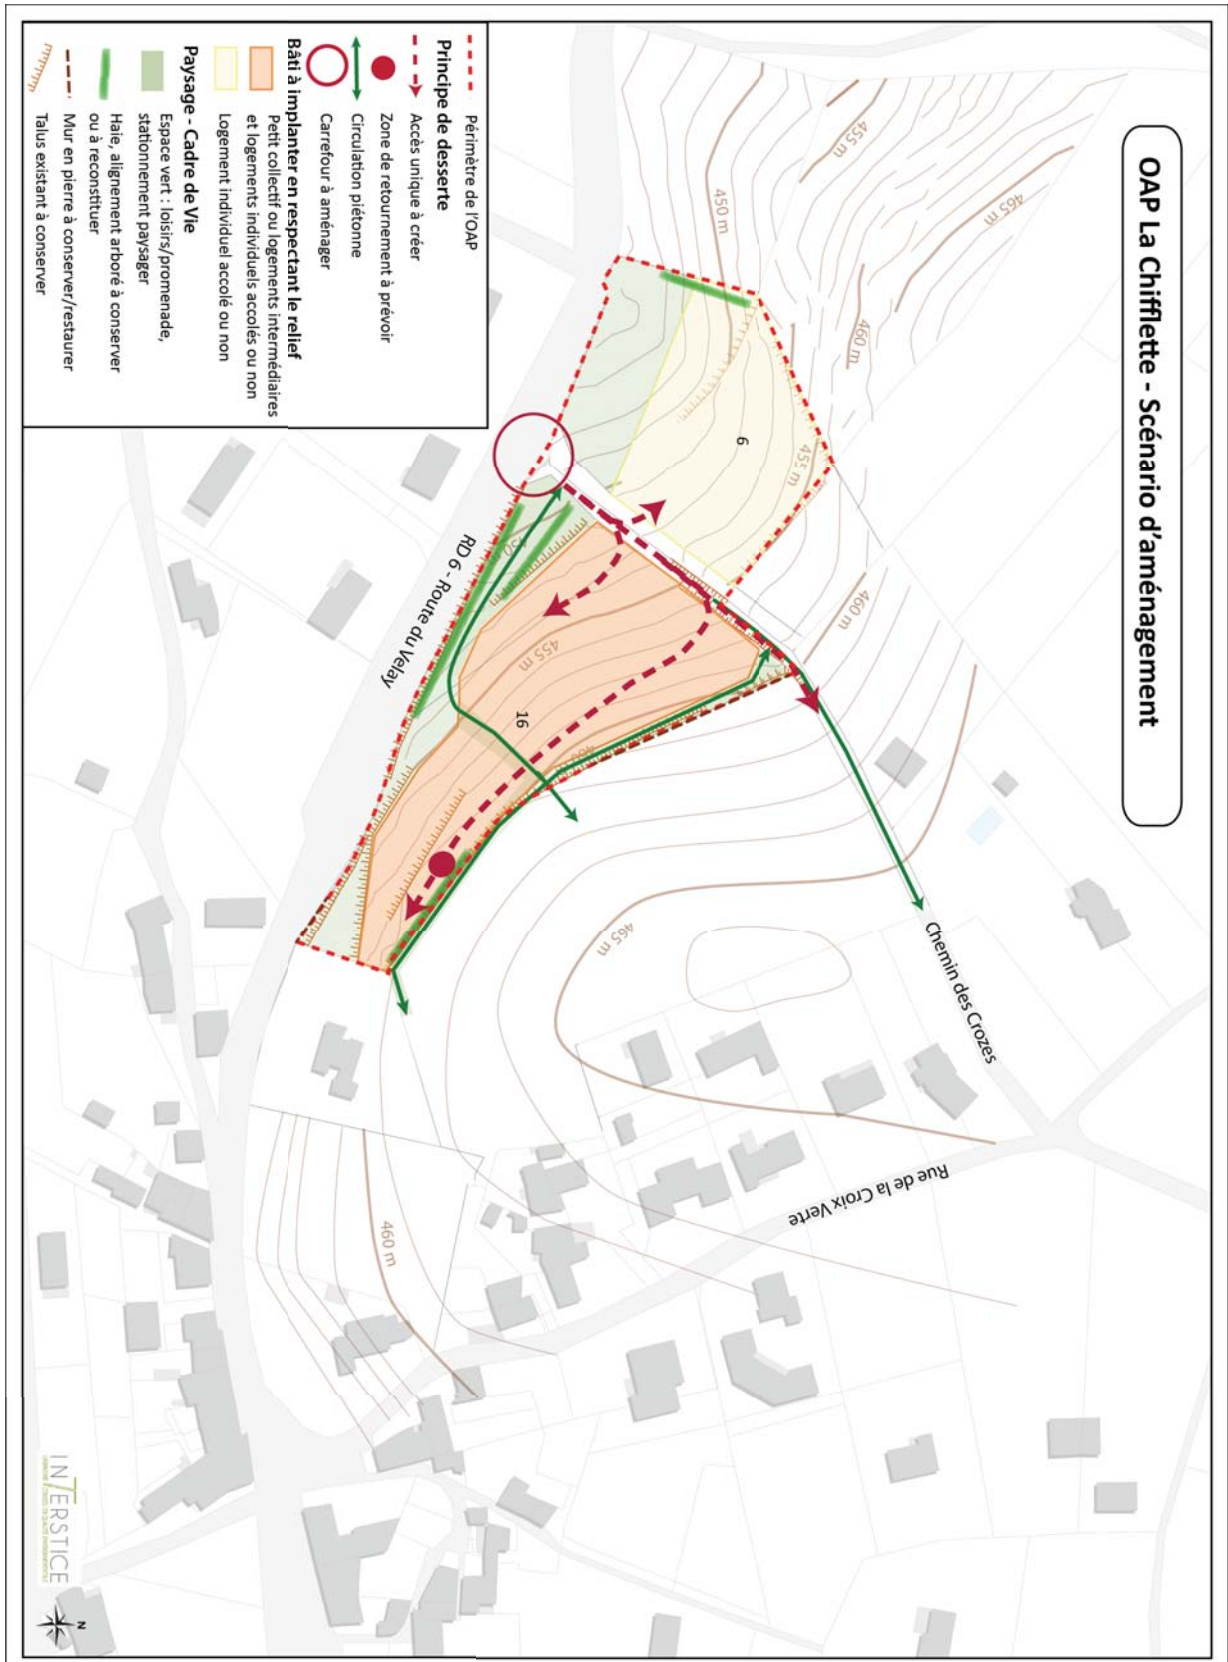 OAP La Chifflette - Scénario d'aménagement
455 m
465 m
450 m
460 m
6
455 m
460 m
450
RD 6 - Route du Velay
455 m
16
460
465 m
Chemin des Crozes
Rue de la Croix Verte
460 m
Périmètre de l'OAP
Principe de desserte
Accès unique à créer
Zone de retournement à prévoir
Circulation piétonne
Carrefour à aménager
Bâti à implanter en respectant le relief
Petit collectif ou logements intermédiaires
et logements individuels accolés ou non
Logement individuel accolé ou non
Paysage - Cadre de Vie
Espace vert : loisirs/promenade,
stationnement paysager
Haie, alignement arboré à conserver
ou à reconstituer
Mur en pierre à conserver/restaurer
Talus existant à conserver
INTERSTICE
N